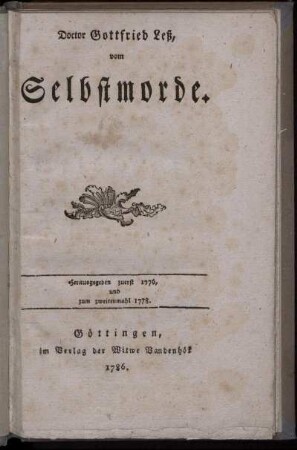 Doctor Gottfried Leß,
vom
Selbstmorde.
Herausgegeben zuerst 1776,
und
zum zweitenmahl 1778.
Göttingen,
im Verlag der Witwe Vandenhök
1786.